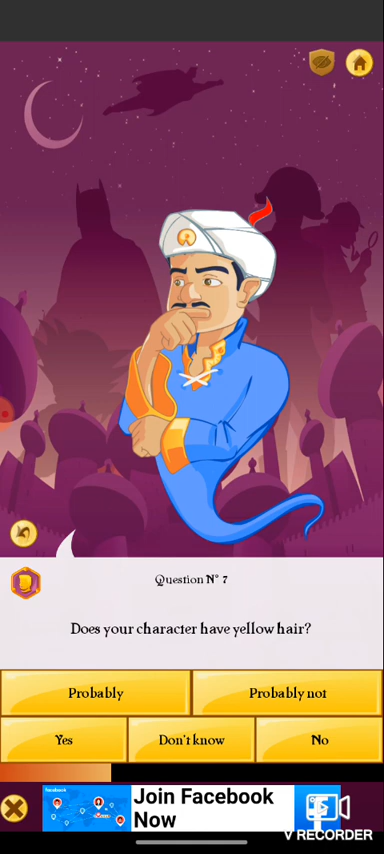 Question N° 7
Does your character have yellow hair?
Probably
Probably not
Yes
Don't know
No
facebook
Join Facebook
Now
V RECORDER